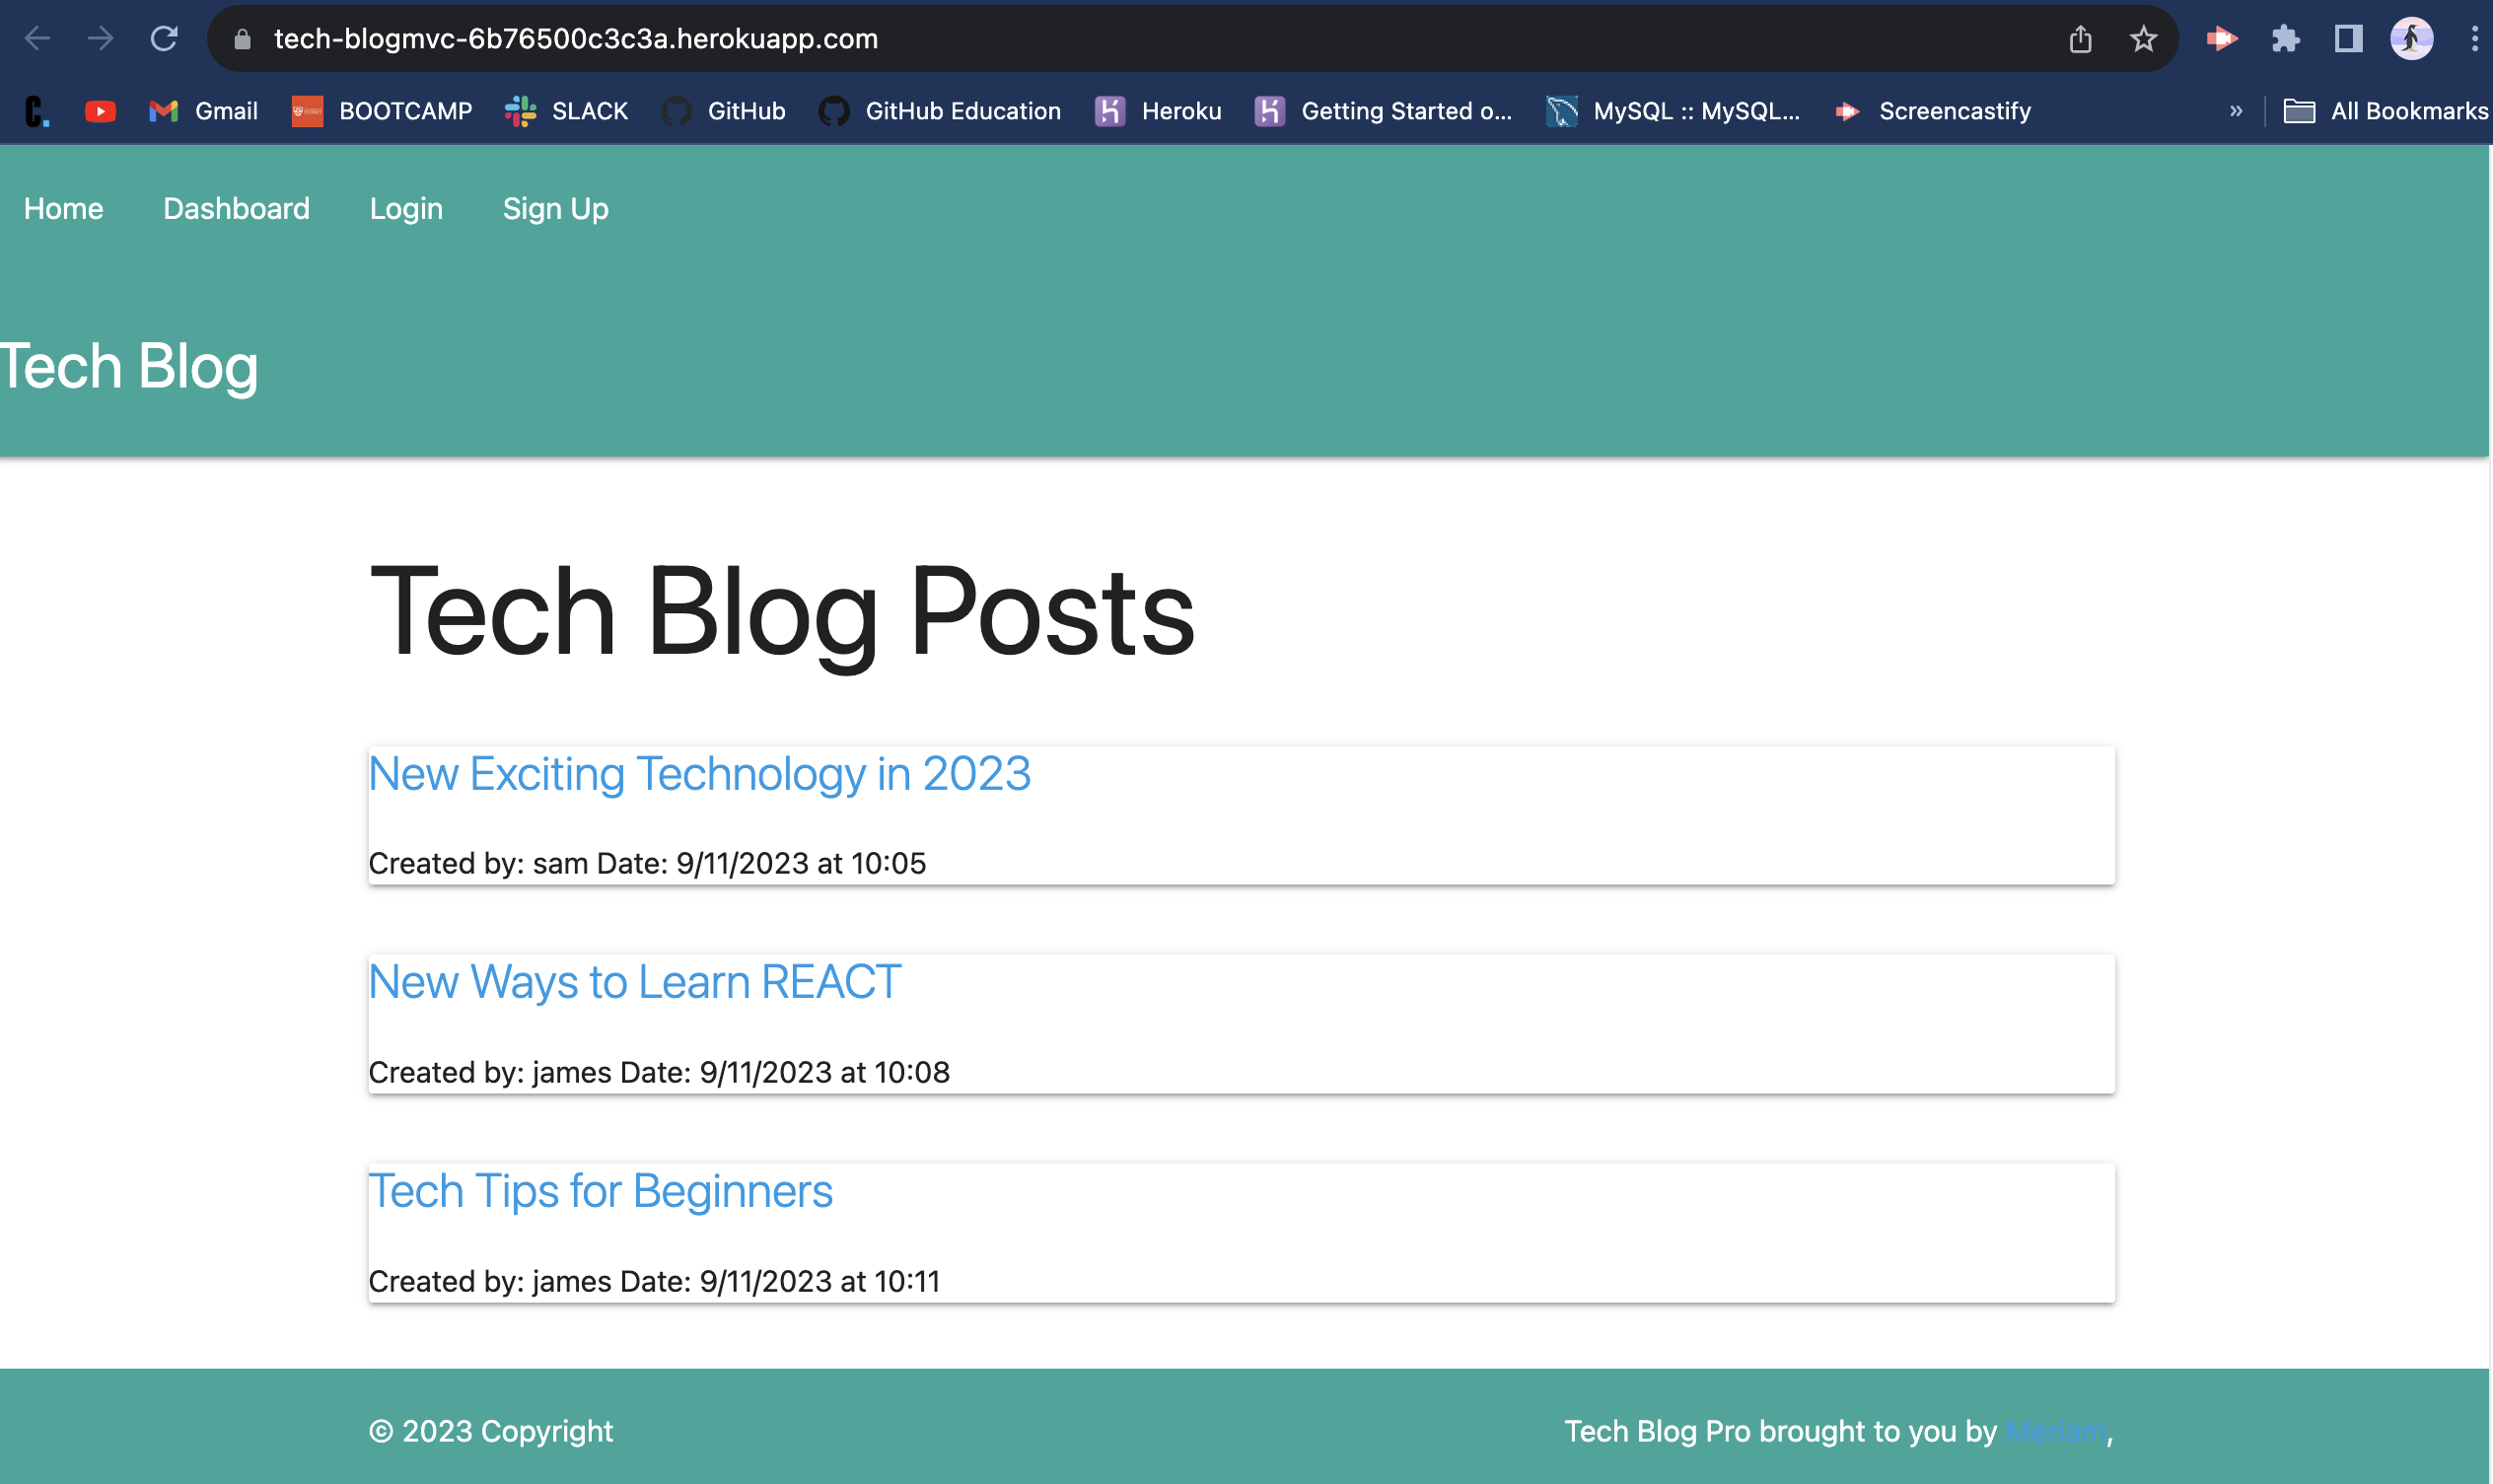 tech-blogmvc-6b76500c3c3a.herokuapp.com
C. Gmail BOOTCAMP SLACK GitHub GitHub Education Heroku Getting Started o... MySQL :: MySQL... Screencastify » All Bookmarks
Home Dashboard Login Sign Up
Tech Blog
Tech Blog Posts
New Exciting Technology in 2023
Created by: sam Date: 9/11/2023 at 10:05
New Ways to Learn REACT
Created by: james Date: 9/11/2023 at 10:08
Tech Tips for Beginners
Created by: james Date: 9/11/2023 at 10:11
© 2023 Copyright Tech Blog Pro brought to you by Meriam,